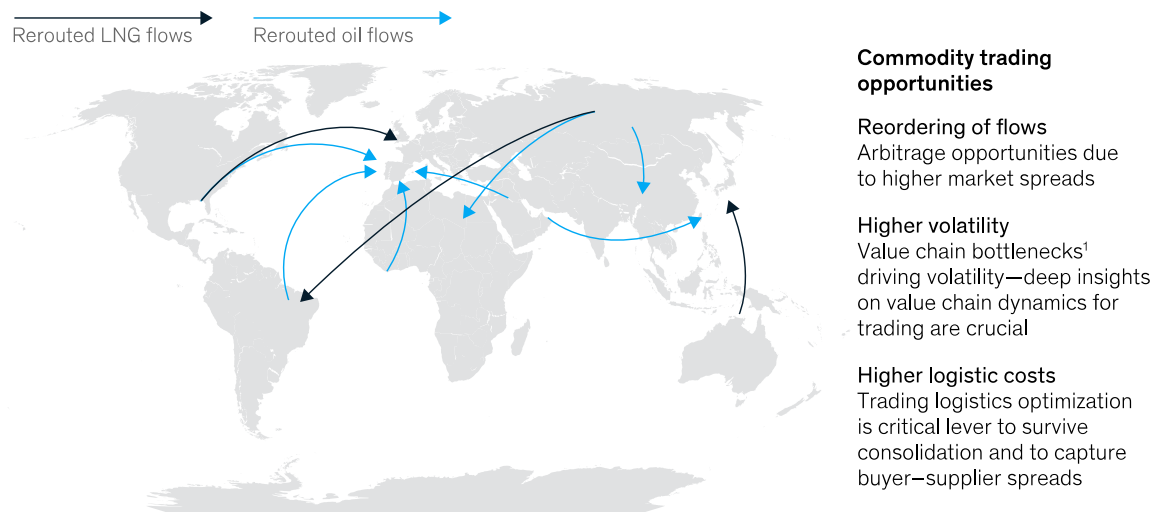 Rerouted LNG flows
Rerouted oil flows
Commodity trading
opportunities
Reordering of flows
Arbitrage opportunities due
to higher market spreads
Higher volatility
Value chain bottlenecks¹
driving volatility—deep insights
on value chain dynamics for
trading are crucial
Higher logistic costs
Trading logistics optimization
is critical lever to survive
consolidation and to capture
buyer–supplier spreads